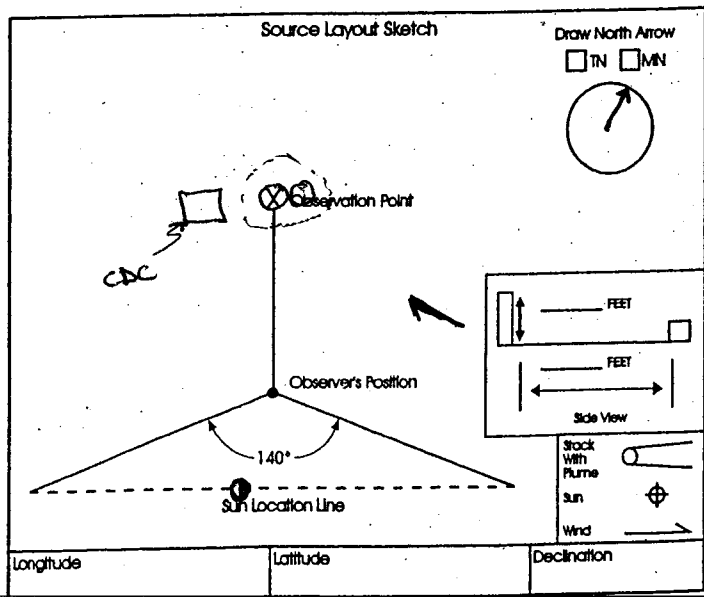 Source Layout Sketch
Draw North Arrow
TN MN
Observation Point
CDC
FEET
FEET
Side View
Observer's Position
140°
Sun Location Line
Stack
With
Plume
Sun
Wind
Longitude
Latitude
Declination